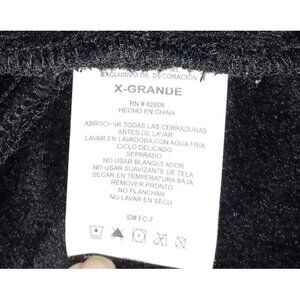 EXCLUSIVO DE DECORACIÓN
X-GRANDE
RN # 82608
HECHO EN CHINA
ABROCHAR TODAS LAS CERRADURAS
ANTES DE LAVAR
LAVAR EN LAVADORA CON AGUA FRIA
CICLO DELICADO
SEPARADO
NO USAR BLANQUEADOR
NO USAR SUAVIZANTE DE TELA
SECAR EN TEMPERATURA BAJA
REMOVER PRONTO
NO PLANCHAR
NO LAVAR EN SECO
ID#:FC-7